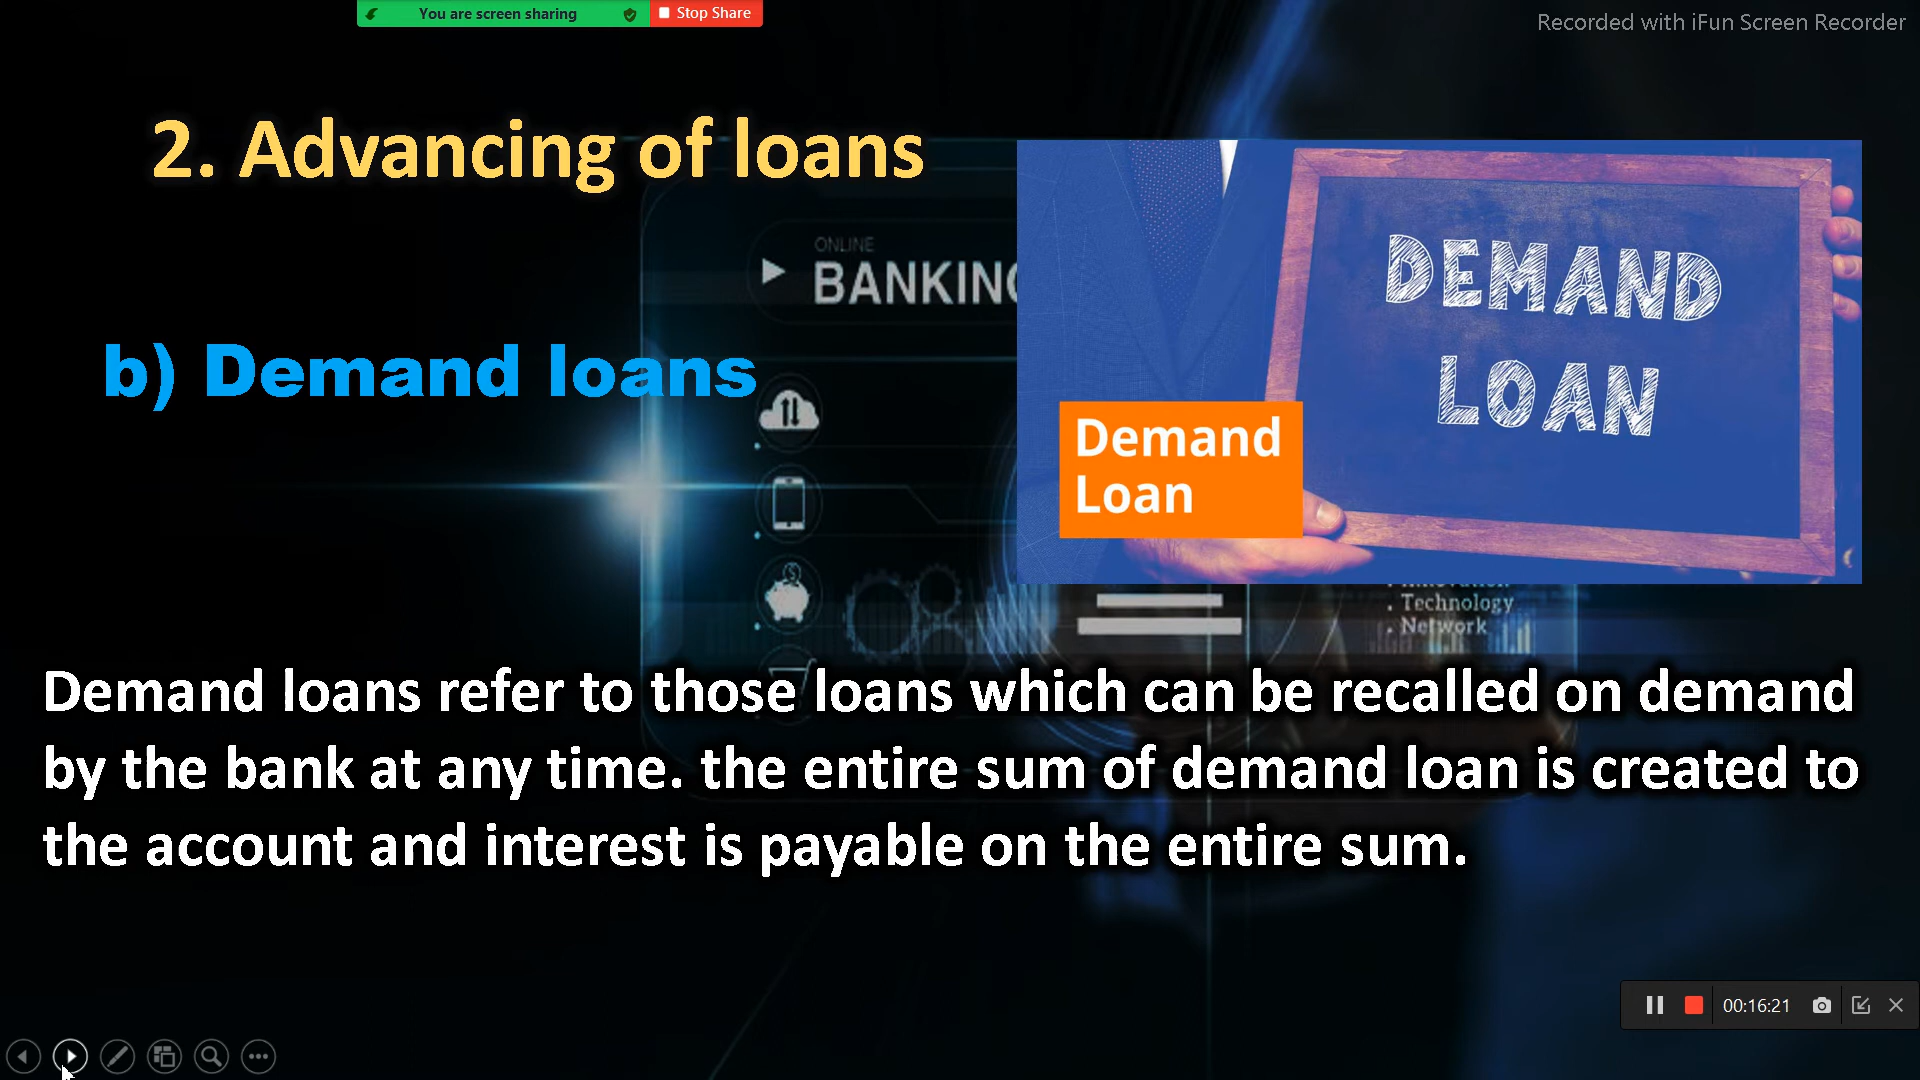 You are screen sharing
Stop Share
Recorded with iFun Screen Recorder
2. Advancing of loans
ONLINE
BANKING
DEMAND
LOAN
b) Demand loans
Demand
Loan
. Technology
. Network
Demand loans refer to those loans which can be recalled on demand
by the bank at any time. the entire sum of demand loan is created to
the account and interest is payable on the entire sum.
00:16:21